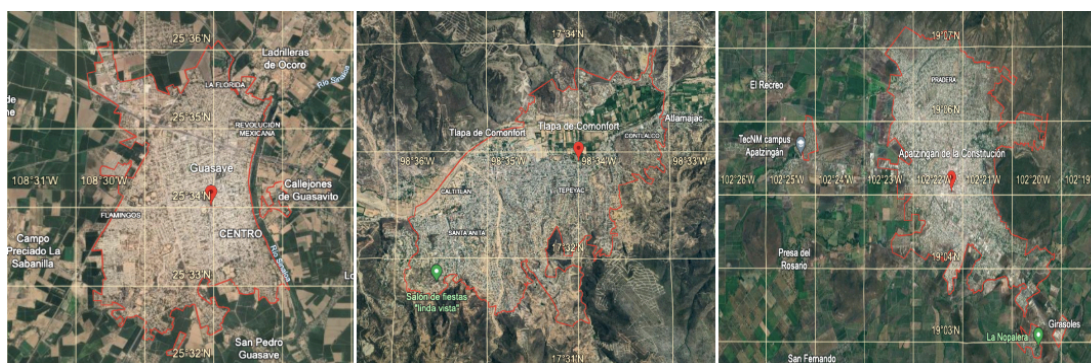 25°36'N
Ladrilleras
de Ocoro
LA FLORIDA
Río Sinaloa
25°35'N
REVOLUCIÓN
MEXICANA
108°31'W
108°30'W
Guasave
Callejones
de Guasavito
25°34'N
FLAMINGOS
CENTRO
Campo
Preciado La
Sabanilla
Río Sinaloa
25°33'N
San Pedro
Guasave
25°32'N
17°34'N
Atlamajac
Tlapa de Comonfort
Tlapa de Comonfort
CONTLALCO
98°36'W
98°35'W
98°34'W
98°33'W
CALTITLÁN
TEPEYAC
SANTA ANITA
17°32'N
Salón de fiestas
"linda vista"
17°31'N
19°07'N
PRADERA
El Recreo
19°06'N
TecNM campus
Apatzingán
Apatzingán de la Constitución
102°26'W
102°25'W
102°23'W
102°22'W
102°21'W
102°20'W
102°19'
Presa del
Rosario
19°04'N
19°03'N
Girasoles
La Nopalera
San Fernando